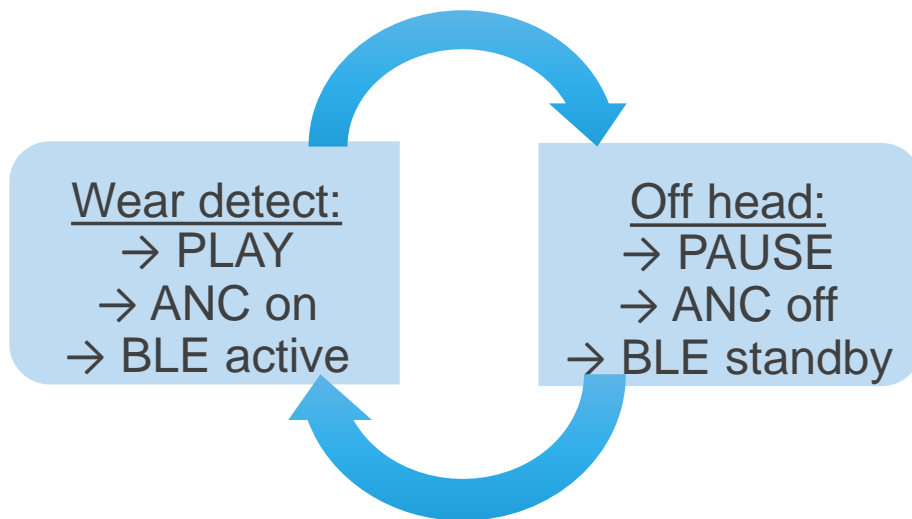 Wear detect:
→ PLAY
→ ANC on
→ BLE active
Off head:
→ PAUSE
→ ANC off
→ BLE standby